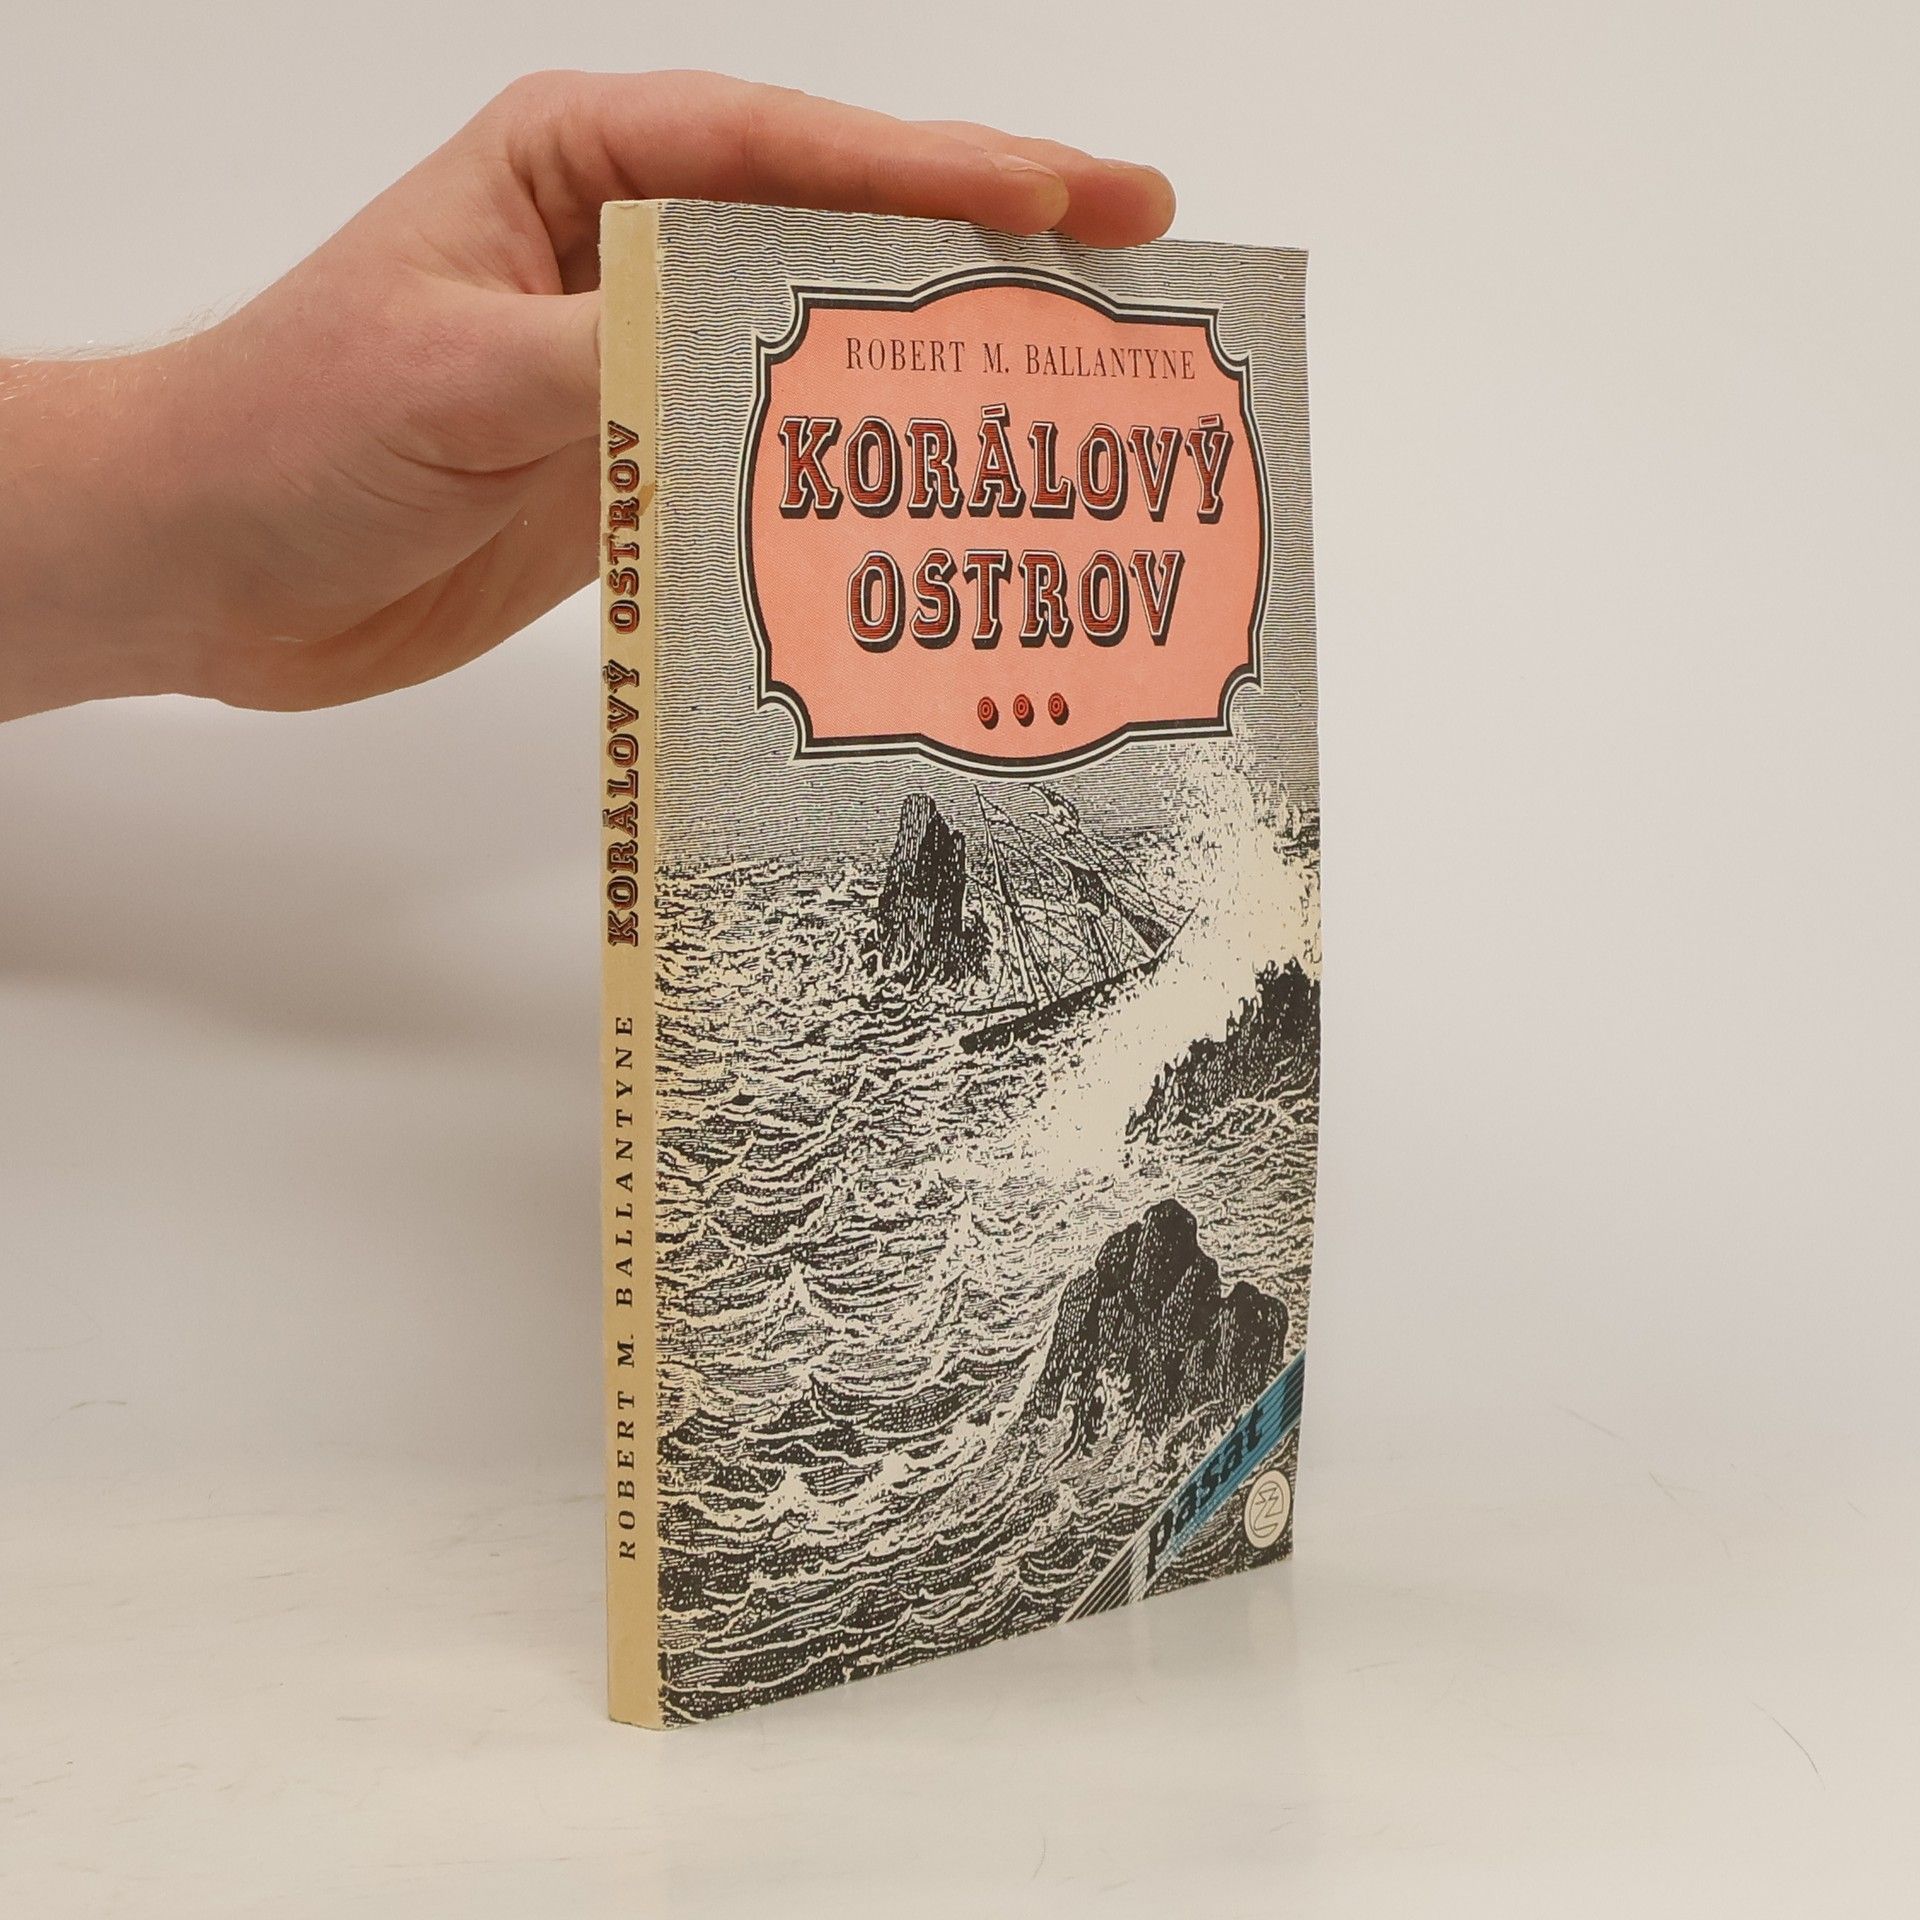 ROBERT M. BALLANTYNE
KORÁLOVÝ
OSTROV
pasát
ROBERT M. BALLANTYNE KORÁLOVÝ OSTROV